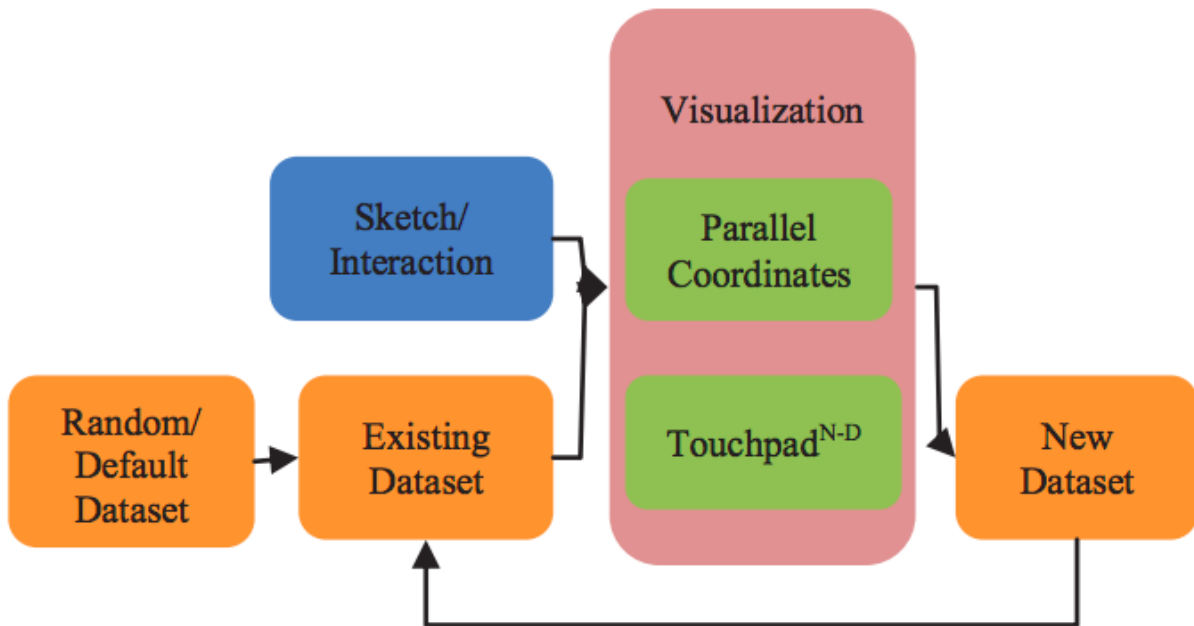 Visualization
Sketch/
Interaction
Parallel
Coordinates
Random/
Default
Dataset
Existing
Dataset
Touchpad^N-D
New
Dataset